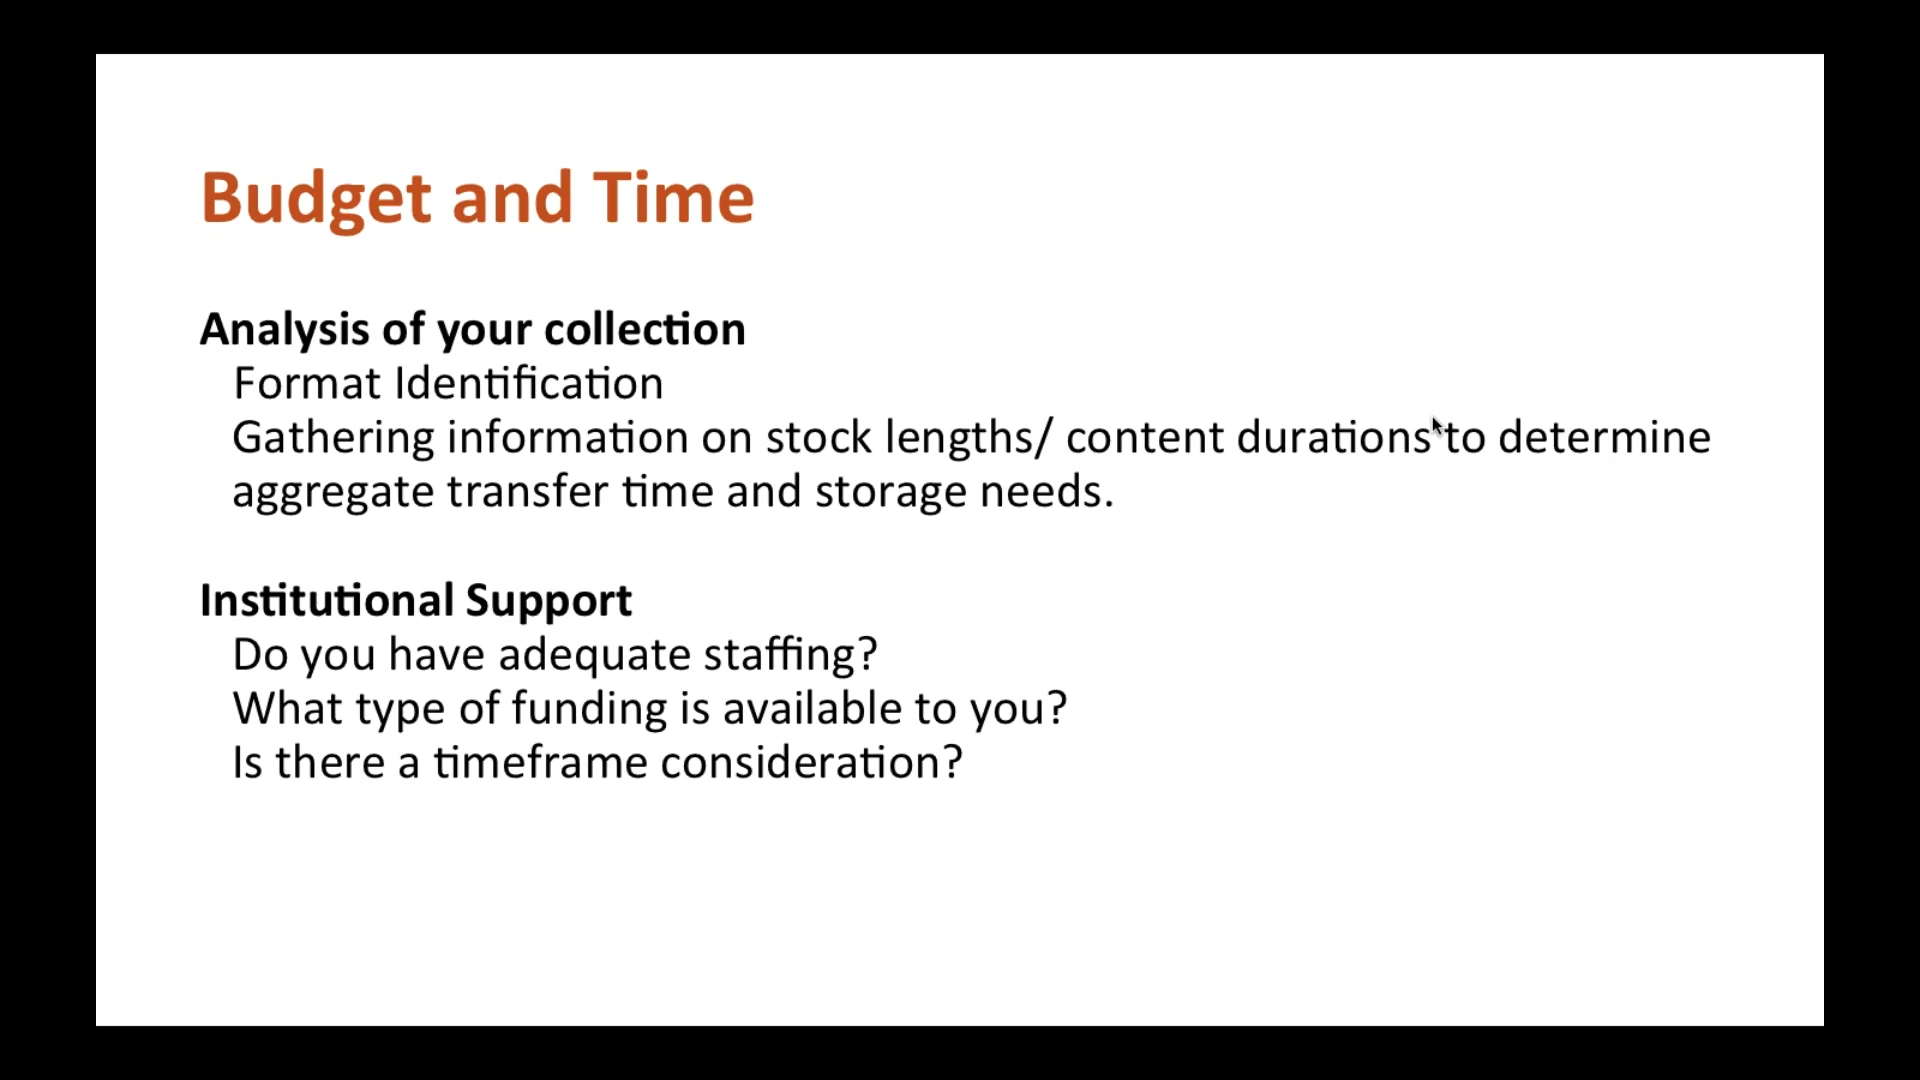 Budget and Time
Analysis of your collection
Format Identification
Gathering information on stock lengths/ content durations to determine
aggregate transfer time and storage needs.
Institutional Support
Do you have adequate staffing?
What type of funding is available to you?
Is there a timeframe consideration?